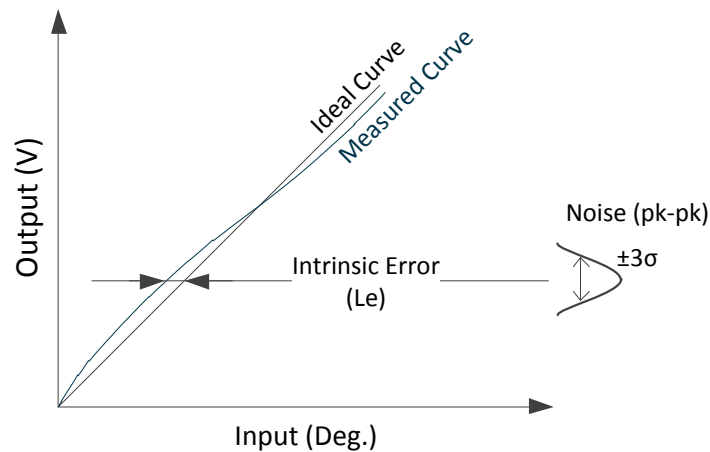 Ideal Curve
Measured Curve
Output (V)
Noise (pk-pk)
±3σ
Intrinsic Error
(Le)
Input (Deg.)